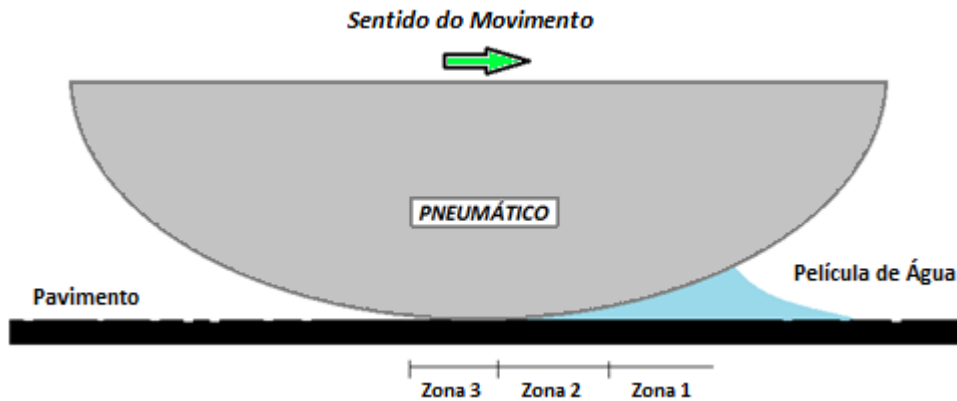 Sentido do Movimento
PNEUMÁTICO
Película de Água
Pavimento
Zona 3 Zona 2 Zona 1